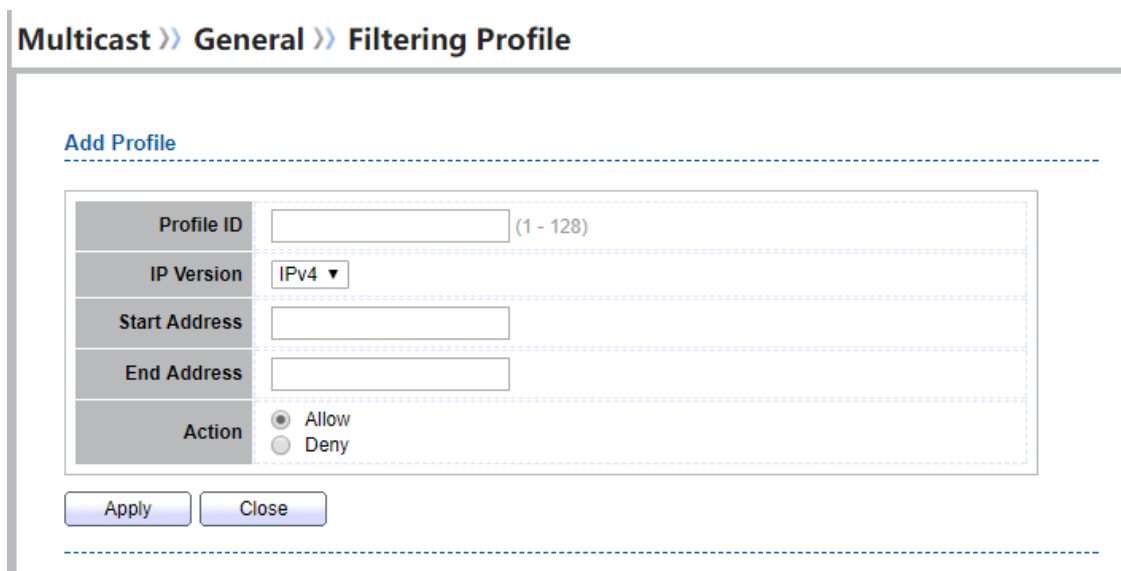 Multicast 》 General 》 Filtering Profile
Add Profile
Profile ID (1 - 128)
IP Version IPv4 ▼
Start Address
End Address
Action Allow
Deny
Apply Close